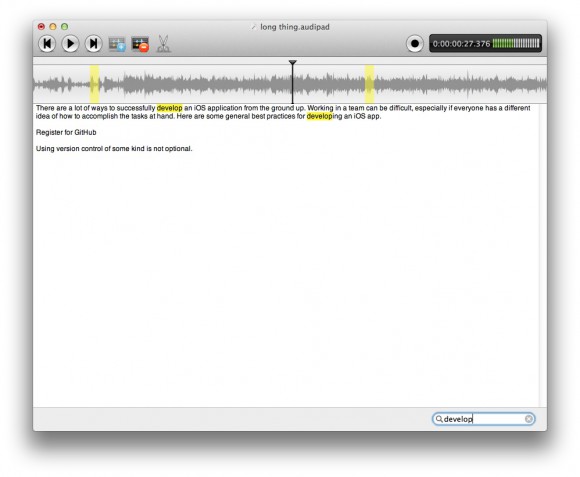 long thing.audipad
0:00:00:27.376
There are a lot of ways to successfully develop an iOS application from the ground up. Working in a team can be difficult, especially if everyone has a different
idea of how to accomplish the tasks at hand. Here are some general best practices for developing an iOS app.
Register for GitHub
Using version control of some kind is not optional.
develop